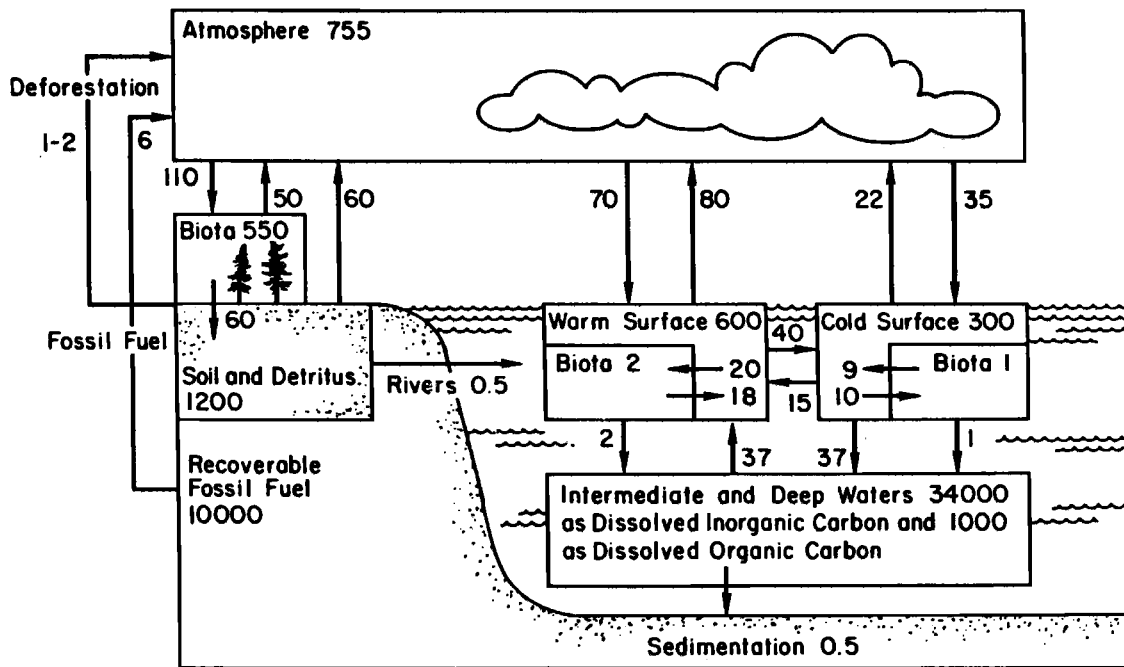 Atmosphere 755
Deforestation
1-2
6
110
50
60
70
80
22
35
Biota 550
60
Fossil Fuel
Soil and Detritus
1200
Rivers 0.5
Warm Surface 600
40
Cold Surface 300
Biota 2
20
18
15
9
10
Biota 1
2
37
37
1
Recoverable
Fossil Fuel
10000
Intermediate and Deep Waters 34000
as Dissolved Inorganic Carbon and 1000
as Dissolved Organic Carbon
Sedimentation 0.5